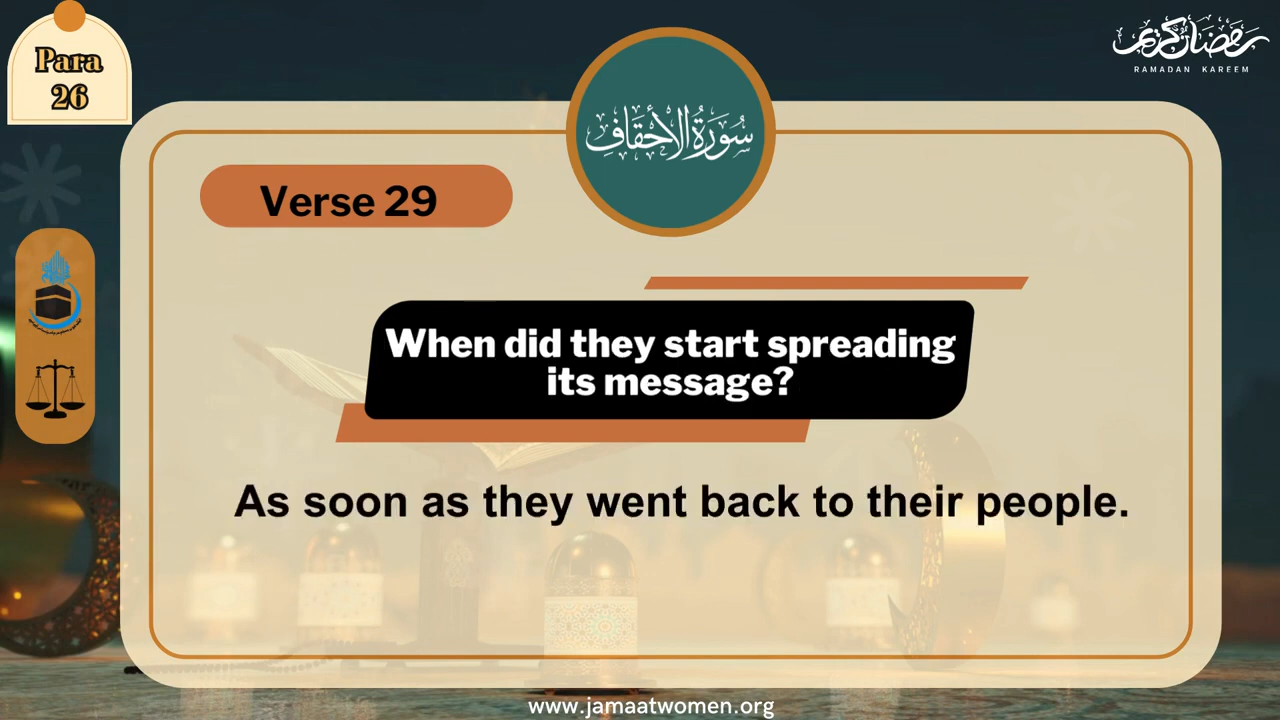 Para
26
رمضان كريم
RAMADAN KAREEM
سُورَةُ الأَحْقَافِ
Verse 29
When did they start spreading
its message?
As soon as they went back to their people.
www.jamaatwomen.org